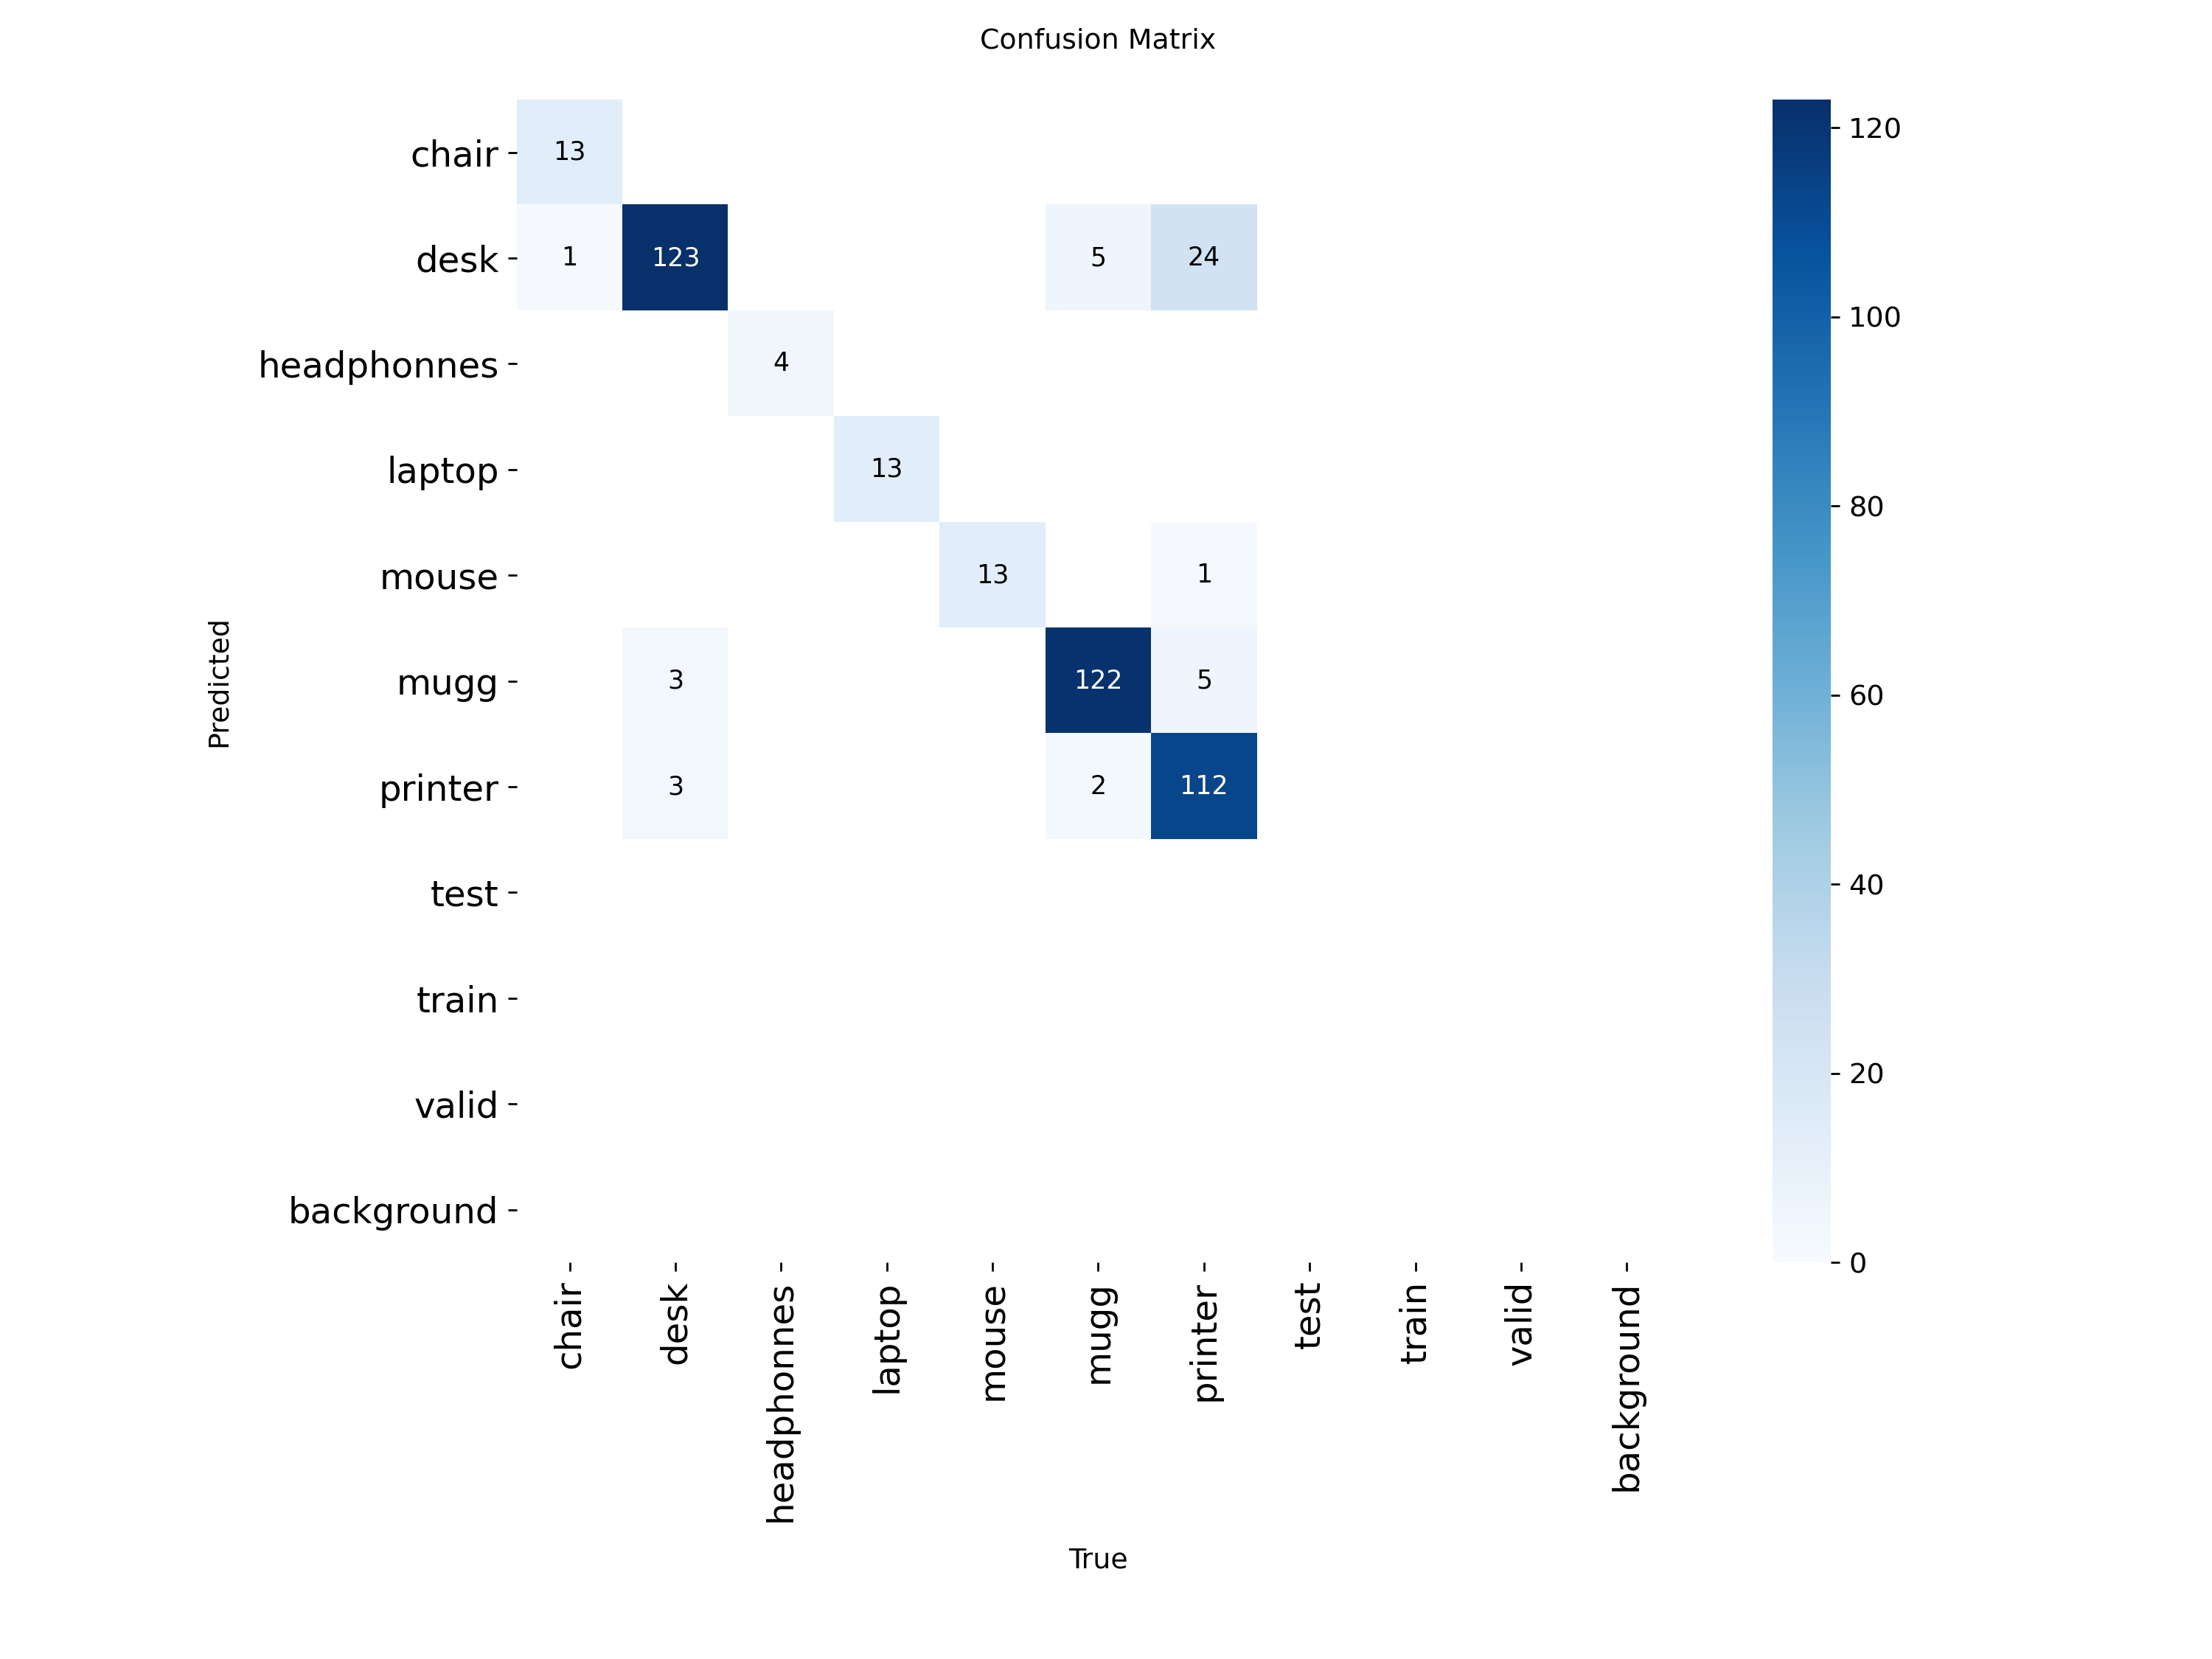 Confusion Matrix
chair
13
desk
1 123 5 24
headphonnes
4
laptop
13
mouse
13 1
mugg
3 122 5
printer
3 2 112
test
train
valid
background
Predicted
chair
desk
headphonnes
laptop
mouse
mugg
printer
test
train
valid
background
True
120
100
80
60
40
20
0